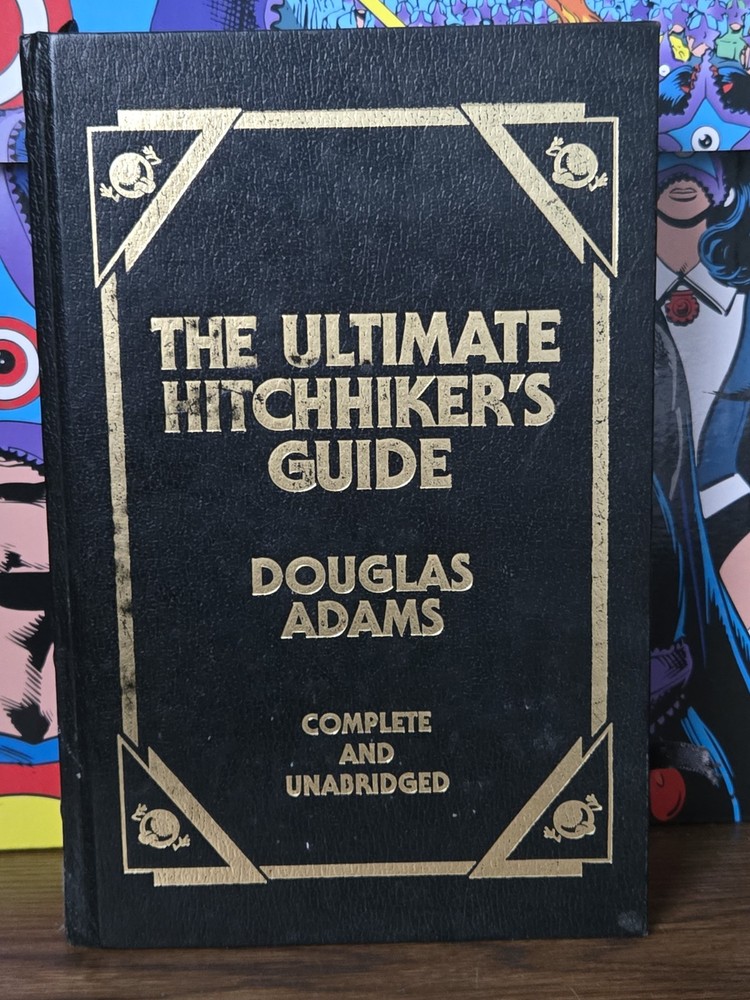 THE ULTIMATE
HITCHHIKER'S
GUIDE
DOUGLAS
ADAMS
COMPLETE
AND
UNABRIDGED